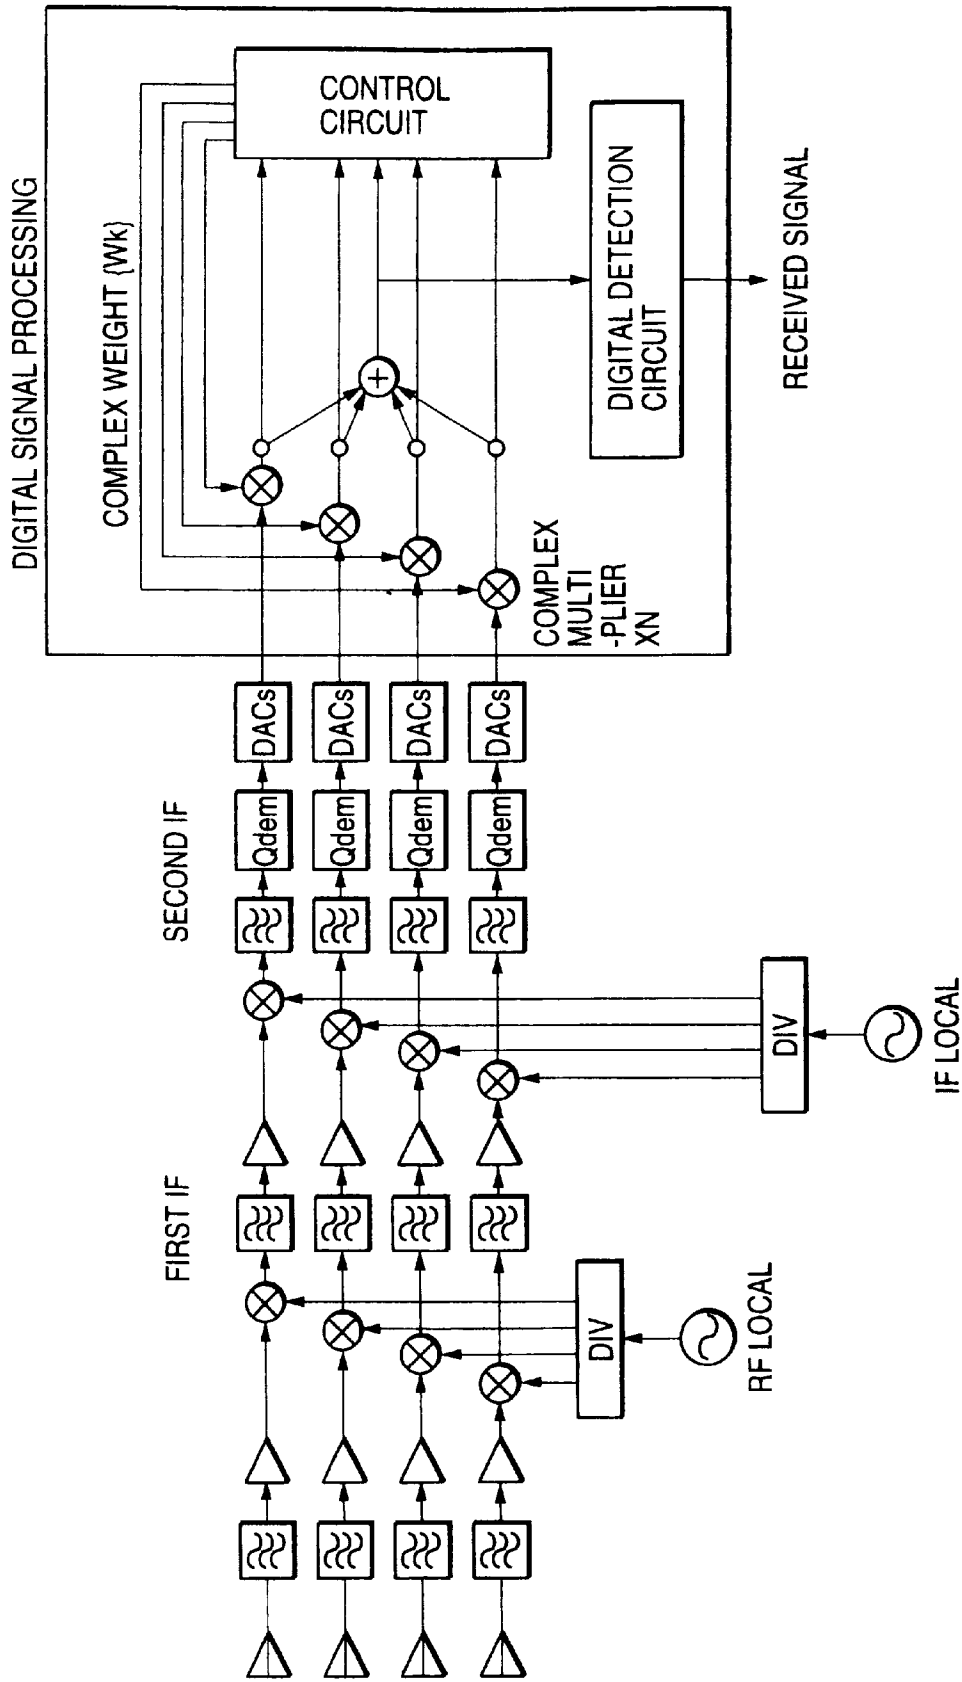 DIGITAL SIGNAL PROCESSING
COMPLEX WEIGHT {Wk}
CONTROL
CIRCUIT
DIGITAL DETECTION
CIRCUIT
RECEIVED SIGNAL
COMPLEX
MULTI
-PLIER
XN
DACs
DACs
DACs
DACs
SECOND IF
Qdem
Qdem
Qdem
Qdem
DIV
IF LOCAL
FIRST IF
DIV
RF LOCAL